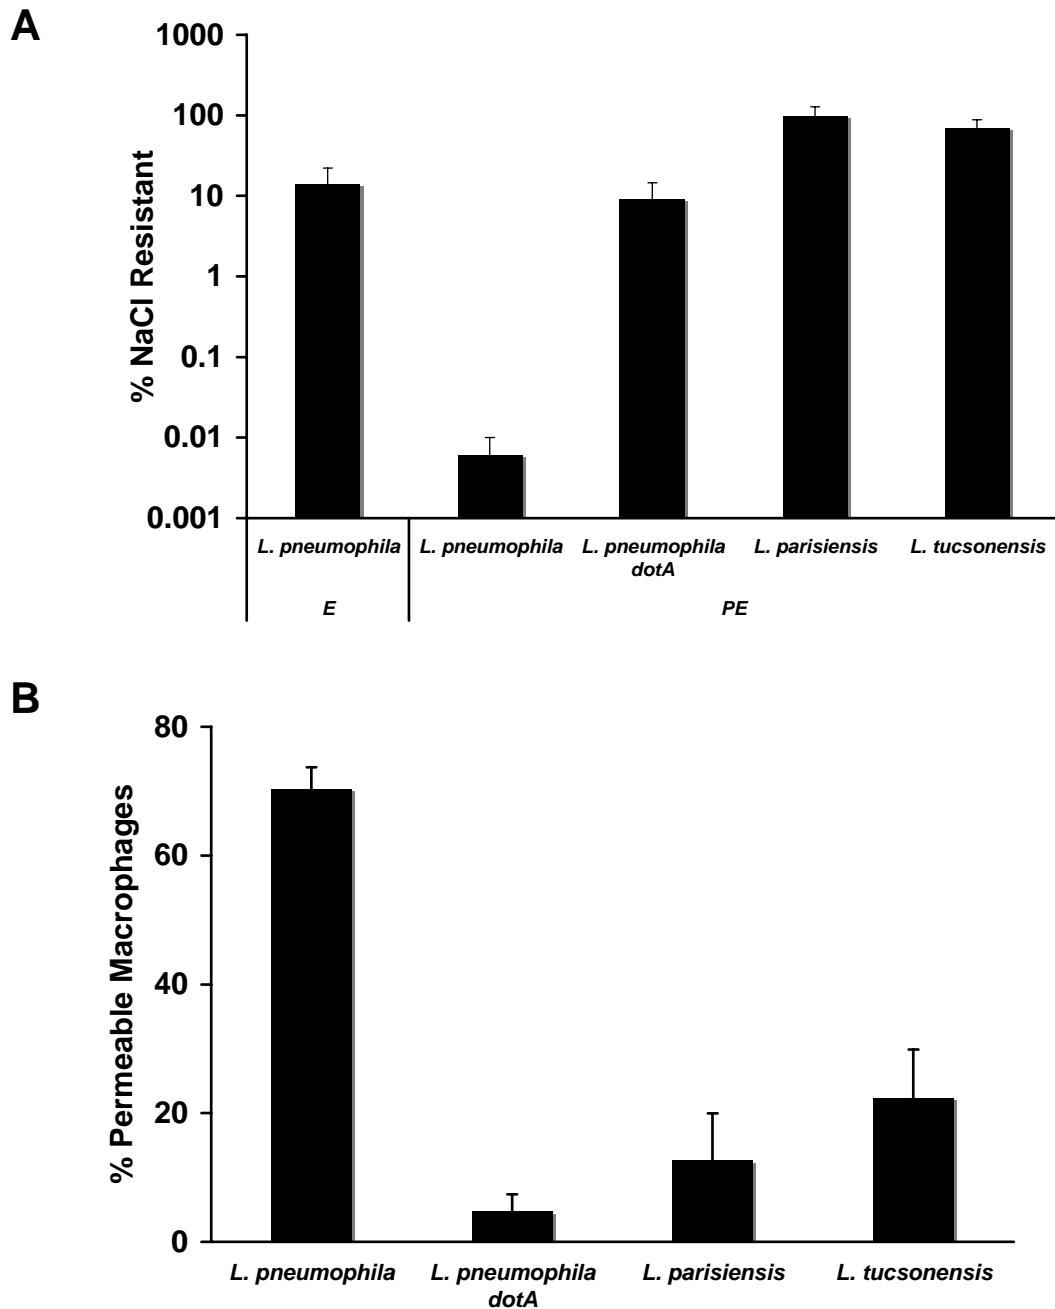 A
% NaCl Resistant
1000
100
10
1
0.1
0.01
0.001
L. pneumophila L. pneumophila L. pneumophila L. parisiensis L. tucsonensis
dotA
E PE
B
% Permeable Macrophages
80
60
40
20
0
L. pneumophila L. pneumophila L. parisiensis L. tucsonensis
dotA